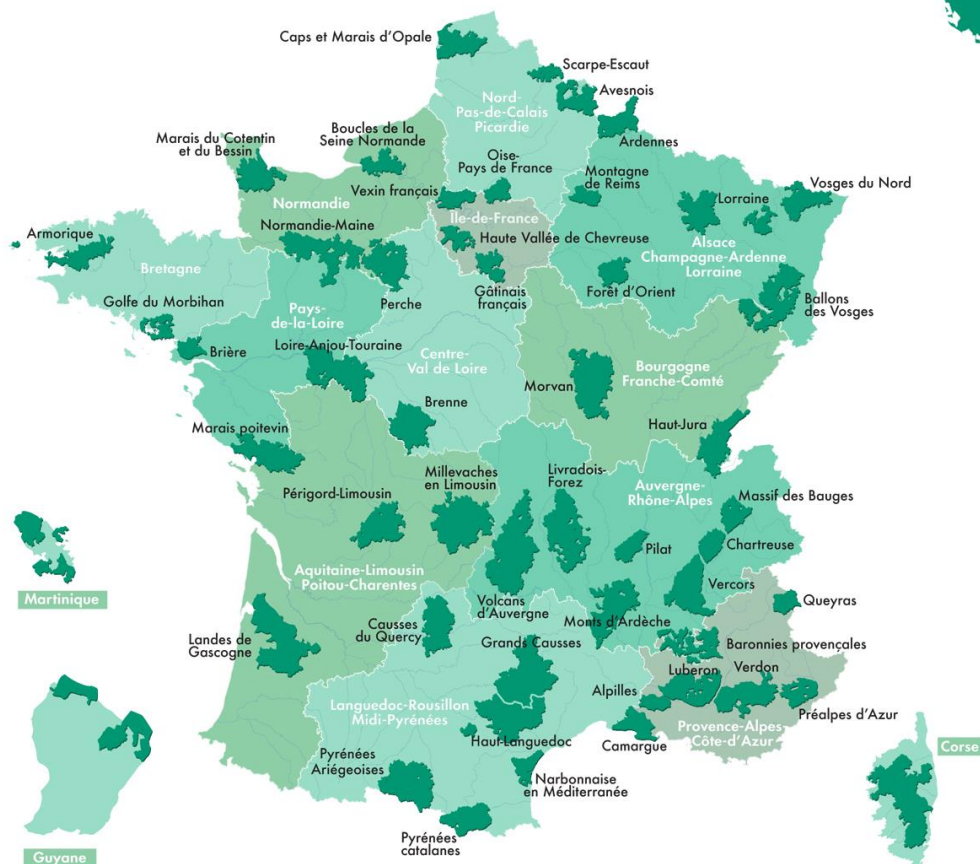 Caps et Marais d’Opale
Scarpe-Escaut
Avesnois
Nord-
Pas-de-Calais
Picardie
Ardennes
Marais du Cotentin
et du Bessin
Boucles de la
Seine Normande
Oise-
Pays de France
Montagne
de Reims
Vexin français
Lorraine
Vosges du Nord
Normandie
Île-de-France
Normandie-Maine
Haute Vallée de Chevreuse
Armorique
Bretagne
Alsace
Champagne-Ardenne
Lorraine
Perche
Gâtinais
français
Forêt d’Orient
Golfe du Morbihan
Pays-
de-la-Loire
Ballons
des Vosges
Brière
Loire-Anjou-Touraine
Centre-
Val de Loire
Bourgogne
Franche-Comté
Morvan
Brenne
Marais poitevin
Haut-Jura
Millevaches
en Limousin
Livradois-
Forez
Auvergne-
Rhône-Alpes
Périgord-Limousin
Massif des Bauges
Pilat
Chartreuse
Aquitaine-Limousin
Poitou-Charentes
Vercors
Martinique
Volcans
d’Auvergne
Monts d’Ardèche
Queyras
Causses
du Quercy
Landes de
Gascogne
Grands Causses
Baronnies provençales
Luberon
Verdon
Alpilles
Languedoc-Rousillon
Midi-Pyrénées
Préalpes d’Azur
Provence-Alpes-
Côte-d’Azur
Haut-Languedoc
Camargue
Corse
Pyrénées
Ariégeoises
Narbonnaise
en Méditerranée
Pyrénées
catalanes
Guyane